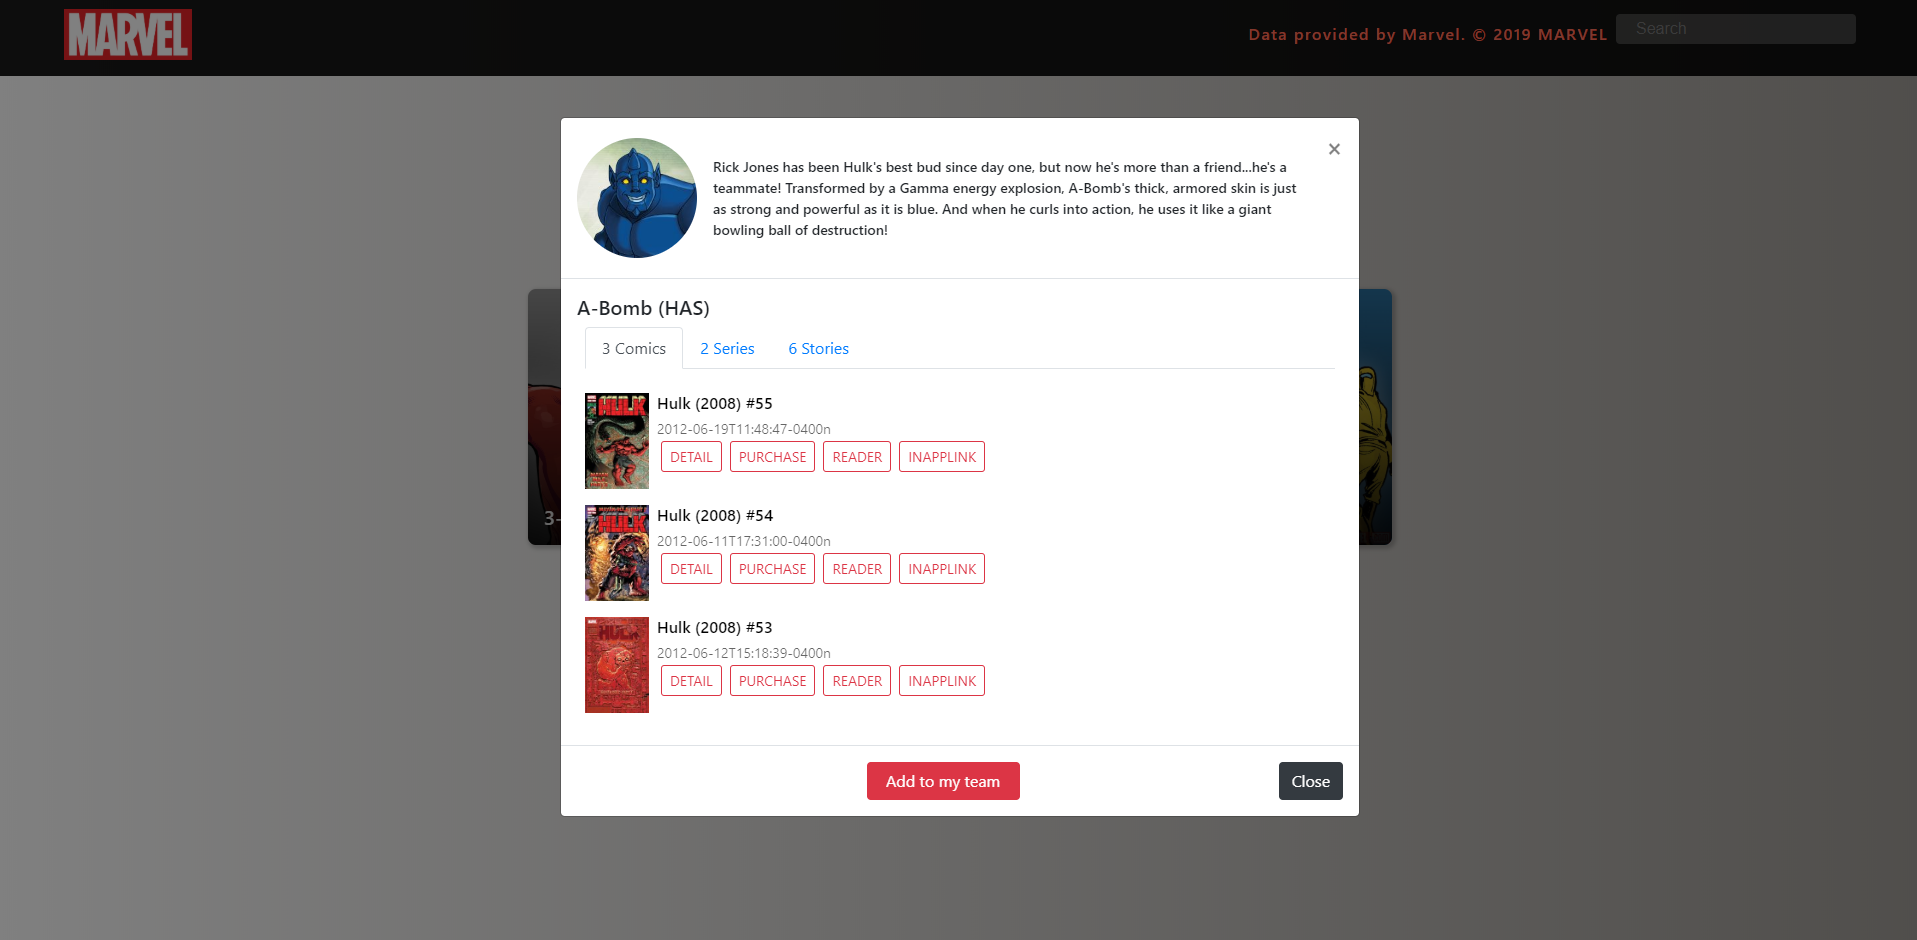 MARVEL
Data provided by Marvel. © 2019 MARVEL
Search
×
Rick Jones has been Hulk's best bud since day one, but now he's more than a friend...he's a
teammate! Transformed by a Gamma energy explosion, A-Bomb's thick, armored skin is just
as strong and powerful as it is blue. And when he curls into action, he uses it like a giant
bowling ball of destruction!
A-Bomb (HAS)
3 Comics
2 Series
6 Stories
HULK
Hulk (2008) #55
2012-06-19T11:48:47-0400n
DETAIL
PURCHASE
READER
INAPPLINK
HULK
Hulk (2008) #54
2012-06-11T17:31:00-0400n
DETAIL
PURCHASE
READER
INAPPLINK
HULK
Hulk (2008) #53
2012-06-12T15:18:39-0400n
DETAIL
PURCHASE
READER
INAPPLINK
3-
Add to my team
Close